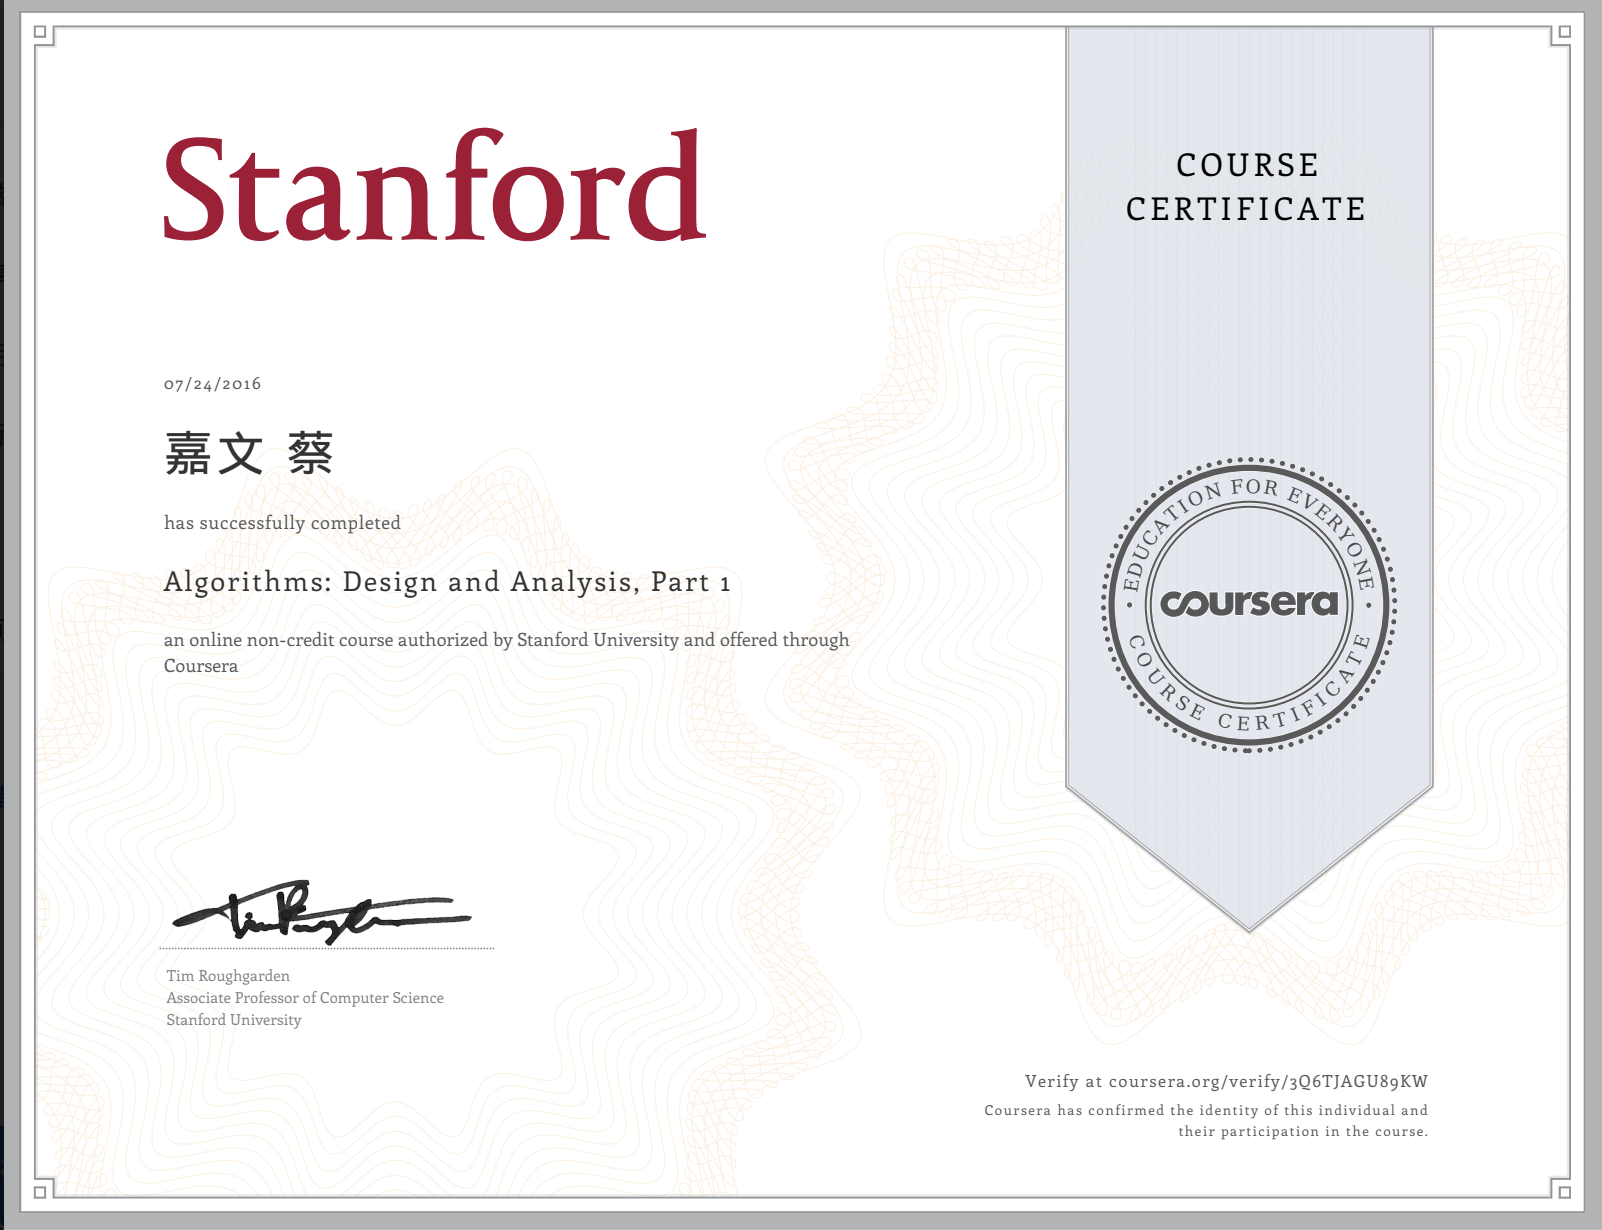 Stanford
COURSE
CERTIFICATE
07/24/2016
嘉文 蔡
has successfully completed
Algorithms: Design and Analysis, Part 1
an online non-credit course authorized by Stanford University and offered through
Coursera
EDUCATION FOR EVERYONE
coursera
COURSE CERTIFICATE
Tim Roughgarden
Associate Professor of Computer Science
Stanford University
Verify at coursera.org/verify/3Q6TJAGU89KW
Coursera has confirmed the identity of this individual and
their participation in the course.